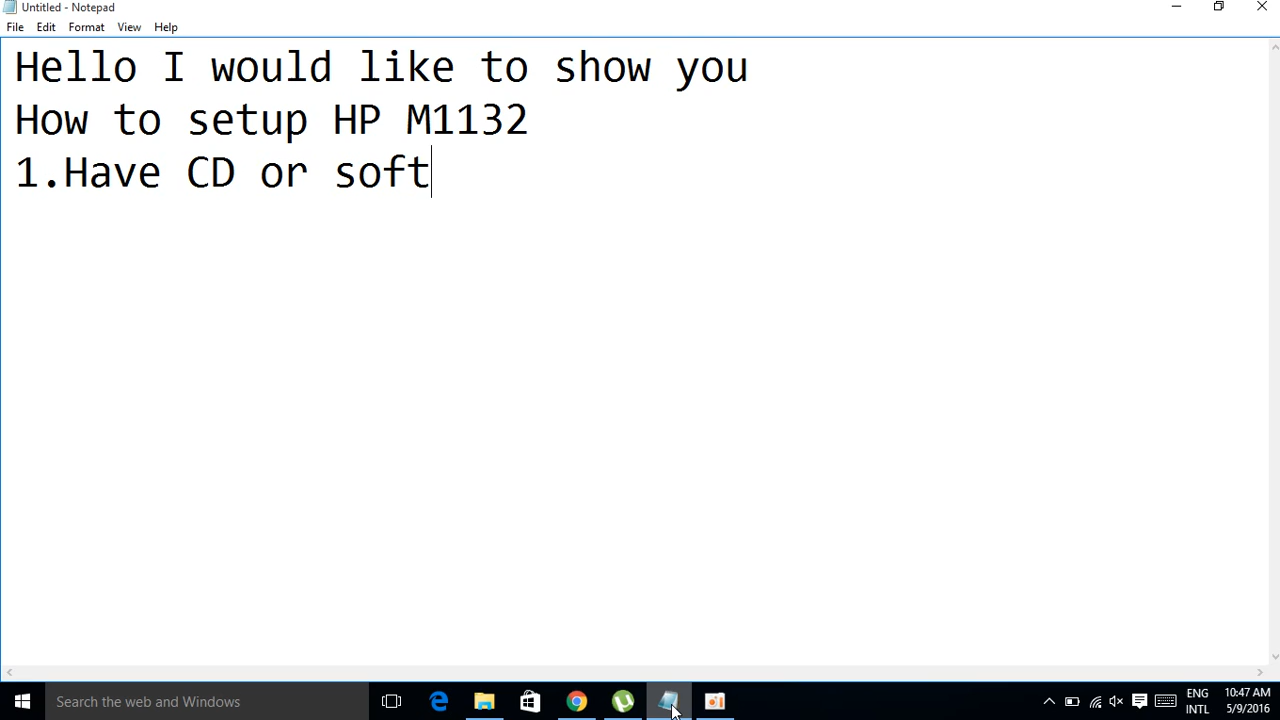 Untitled - Notepad
File Edit Format View Help
Hello I would like to show you
How to setup HP M1132
1.Have CD or soft
Search the web and Windows
ENG 10:47 AM
INTL 5/9/2016